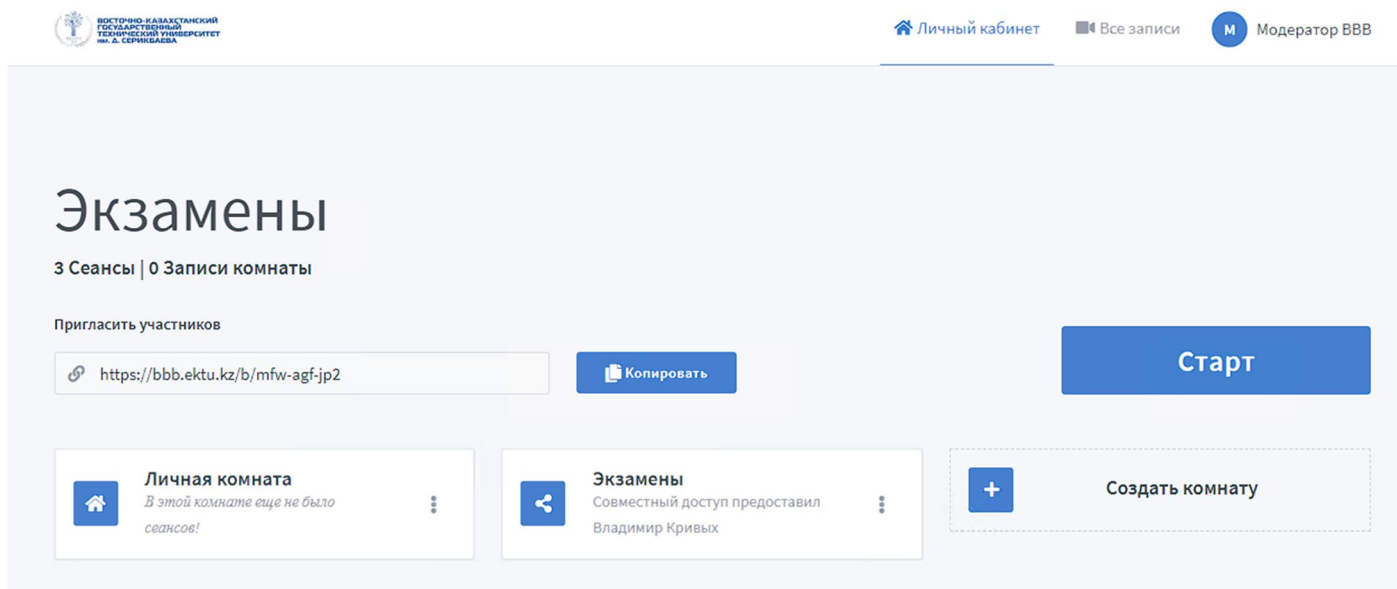 ВОСТОЧНО-КАЗАХСТАНСКИЙ
ГОСУДАРСТВЕННЫЙ
ТЕХНИЧЕСКИЙ УНИВЕРСИТЕТ
ИМ. Д. СЕРИКБАЕВА
Личный кабинет
Все записи
М
Модератор ВВВ
Экзамены
3 Сеансы | 0 Записи комнаты
Пригласить участников
https://bbb.ektu.kz/b/mfw-agf-jp2
Копировать
Старт
Личная комната
В этой комнате еще не было
сеансов!
Экзамены
Совместный доступ предоставил
Владимир Кривых
Создать комнату